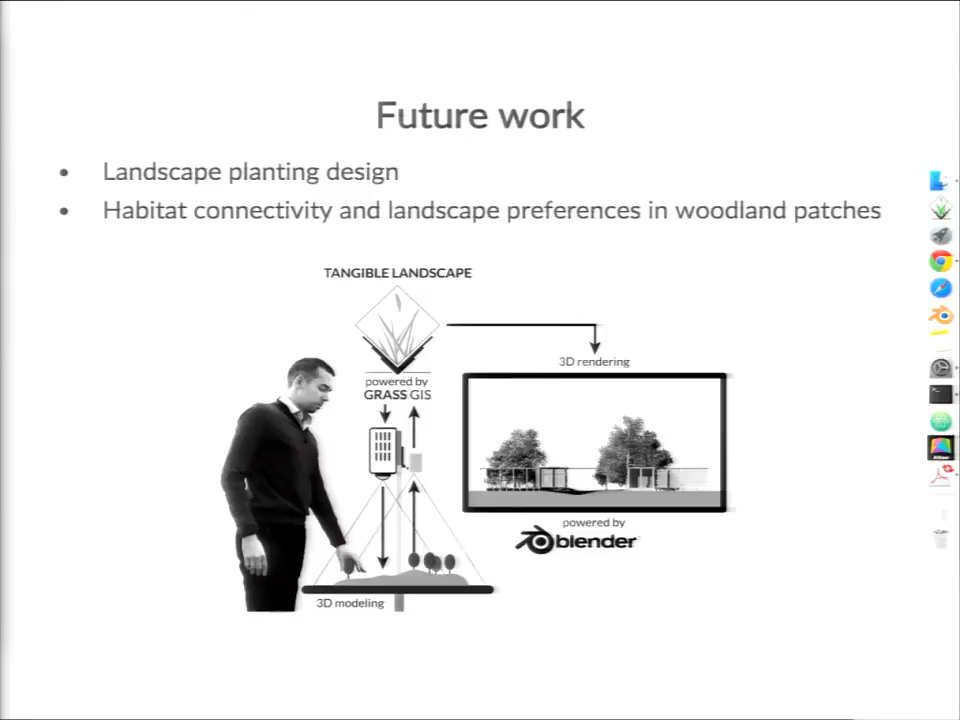 Future work
• Landscape planting design
• Habitat connectivity and landscape preferences in woodland patches
TANGIBLE LANDSCAPE
3D rendering
powered by
GRASS GIS
powered by
blender
3D modeling